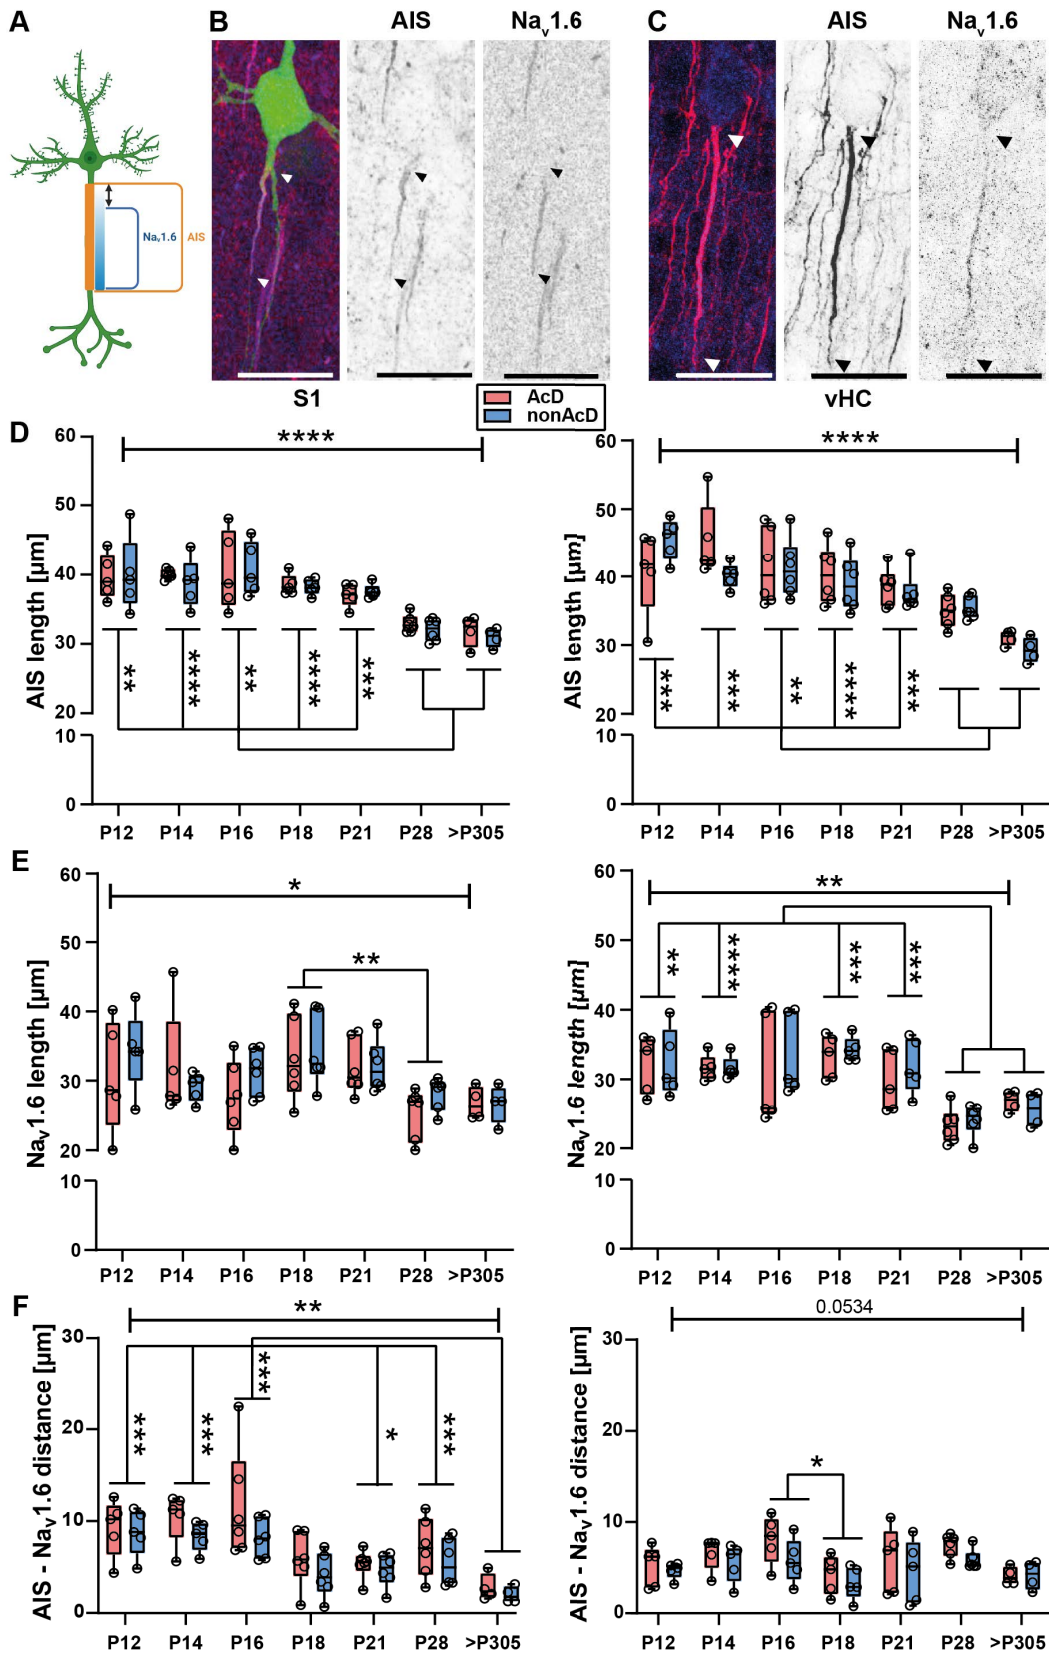 A
B
AIS
Nav1.6
C
AIS
Nav1.6
Nav1.6
AIS
S1
AcD
nonAcD
vHC
D
AIS length [µm]
60
50
40
30
20
10
0
****
**
****
**
****
***
P12 P14 P16 P18 P21 P28 >P305
AIS length [µm]
60
50
40
30
20
10
0
****
***
***
**
****
***
P12 P14 P16 P18 P21 P28 >P305
E
Nav1.6 length [µm]
60
50
40
30
20
10
0
*
**
P12 P14 P16 P18 P21 P28 >P305
Nav1.6 length [µm]
60
50
40
30
20
10
0
**
**
****
***
***
P12 P14 P16 P18 P21 P28 >P305
F
AIS - Nav1.6 distance [µm]
30
20
10
0
**
***
***
***
*
***
P12 P14 P16 P18 P21 P28 >P305
AIS - Nav1.6 distance [µm]
30
20
10
0
0.0534
*
P12 P14 P16 P18 P21 P28 >P305